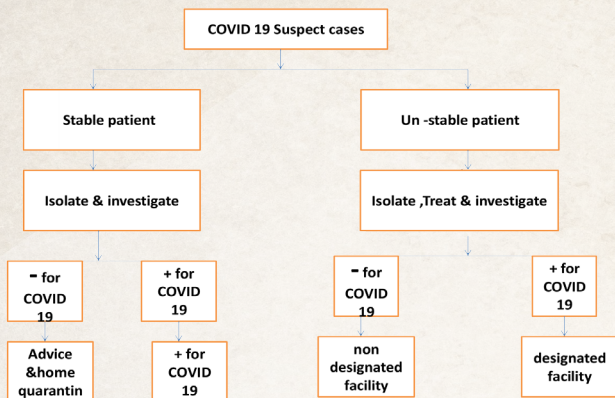 COVID 19 Suspect cases
Stable patient
Un -stable patient
Isolate & investigate
Isolate ,Treat & investigate
- for
COVID
19
+ for
COVID
19
- for
COVID
19
+ for
COVID
19
Advice
&home
quarantin
+ for
COVID
19
non
designated
facility
designated
facility